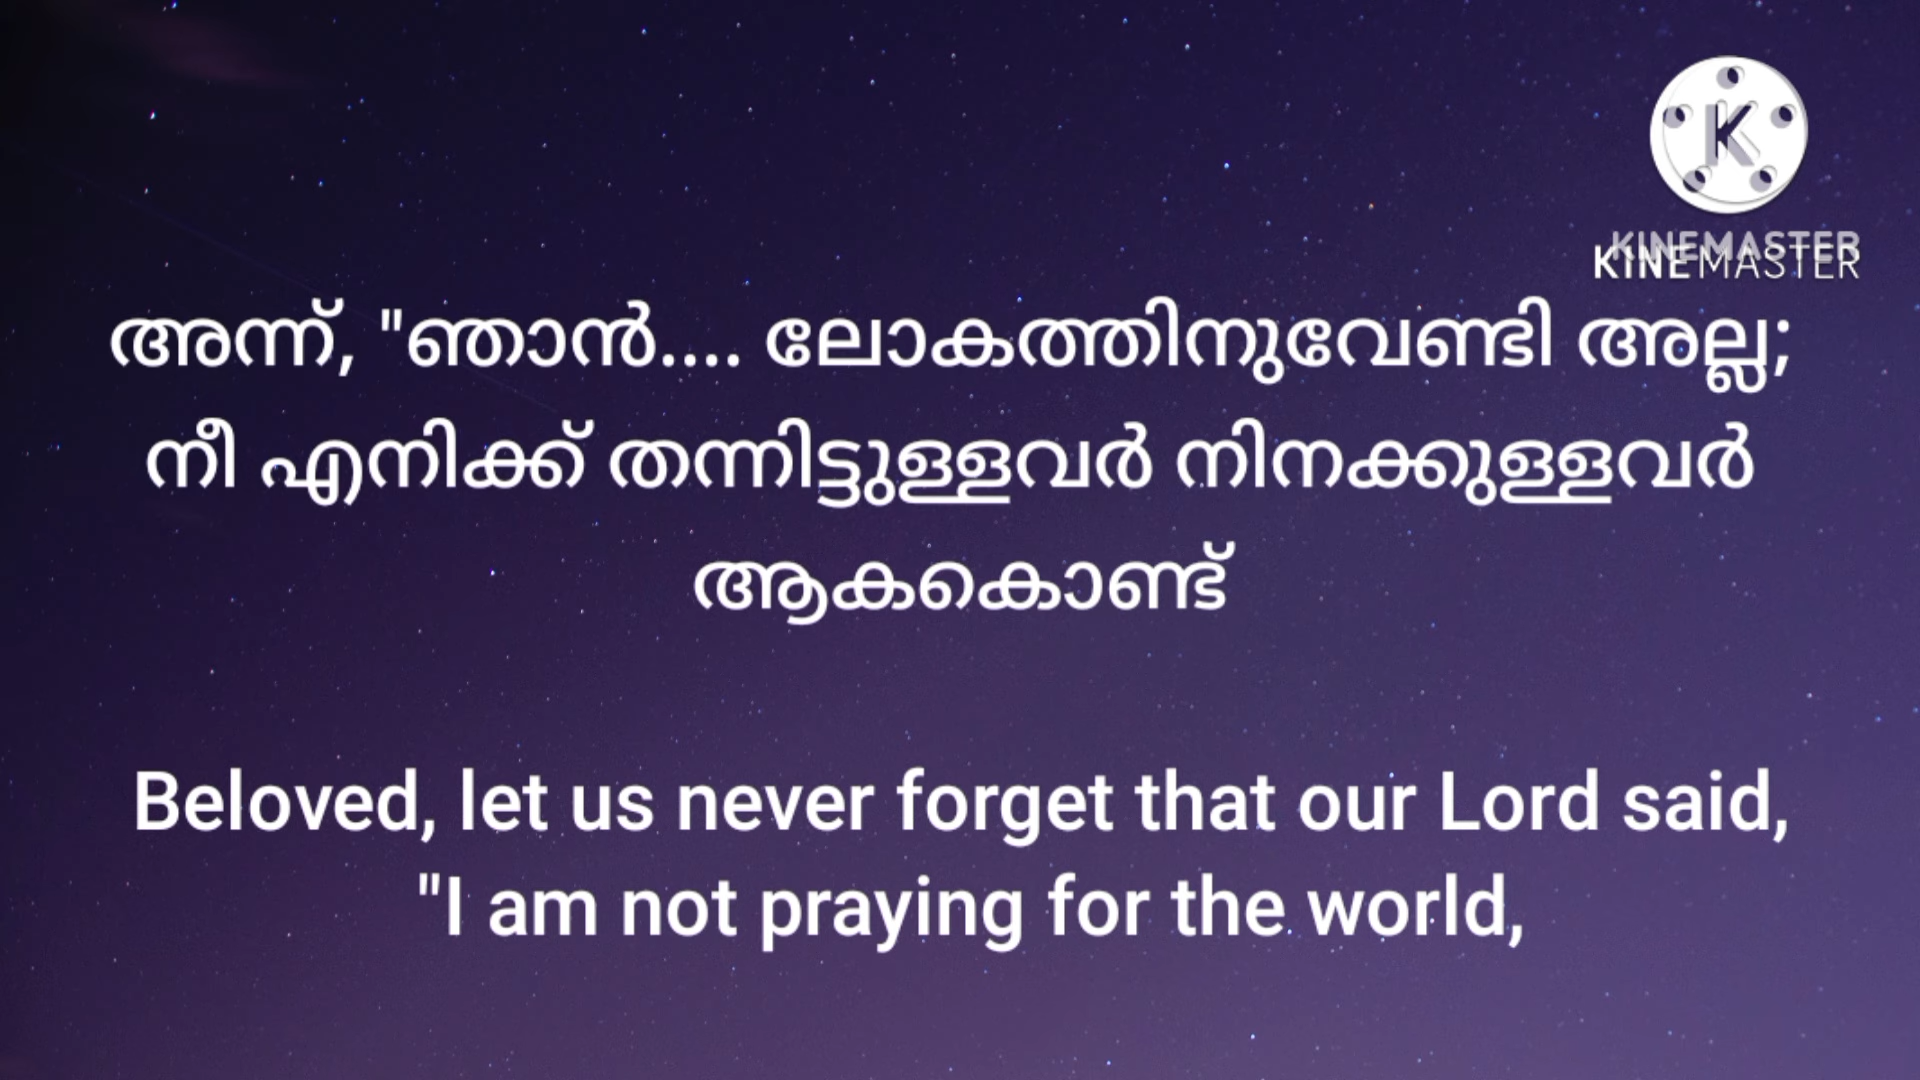 KINEMASTER
അന്ന്, "ഞാൻ.... ലോകത്തിനുവേണ്ടി അല്ല;
നീ എനിക്ക് തന്നിട്ടുള്ളവർ നിനക്കുള്ളവർ
ആകകൊണ്ട്
Beloved, let us never forget that our Lord said,
"I am not praying for the world,